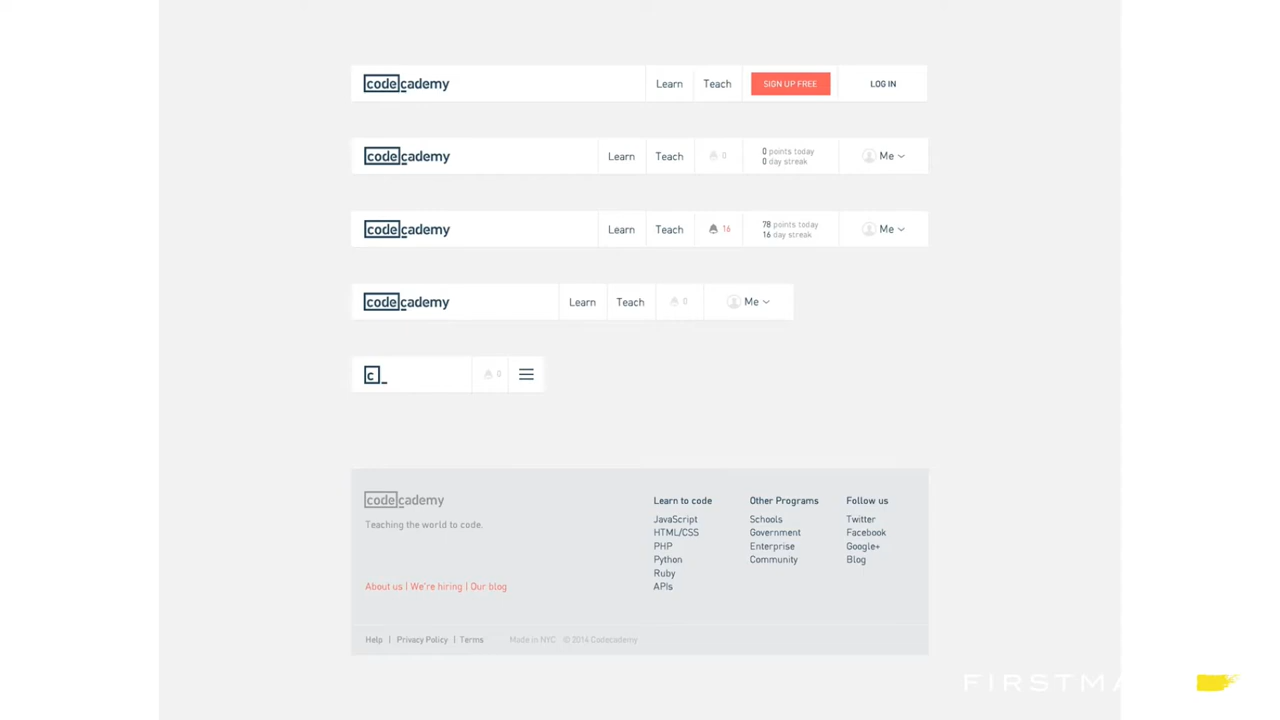 codecademy Learn Teach SIGN UP FREE LOG IN
codecademy Learn Teach 0 0 points today Me
0 day streak
codecademy Learn Teach 16 78 points today Me
16 day streak
codecademy Learn Teach 0 Me
c_ 0
codecademy
Teaching the world to code.
About us | We're hiring | Our blog
Learn to code
JavaScript
HTML/CSS
PHP
Python
Ruby
APIs
Other Programs
Schools
Government
Enterprise
Community
Follow us
Twitter
Facebook
Google+
Blog
Help | Privacy Policy | Terms Made in NYC © 2014 Codecademy